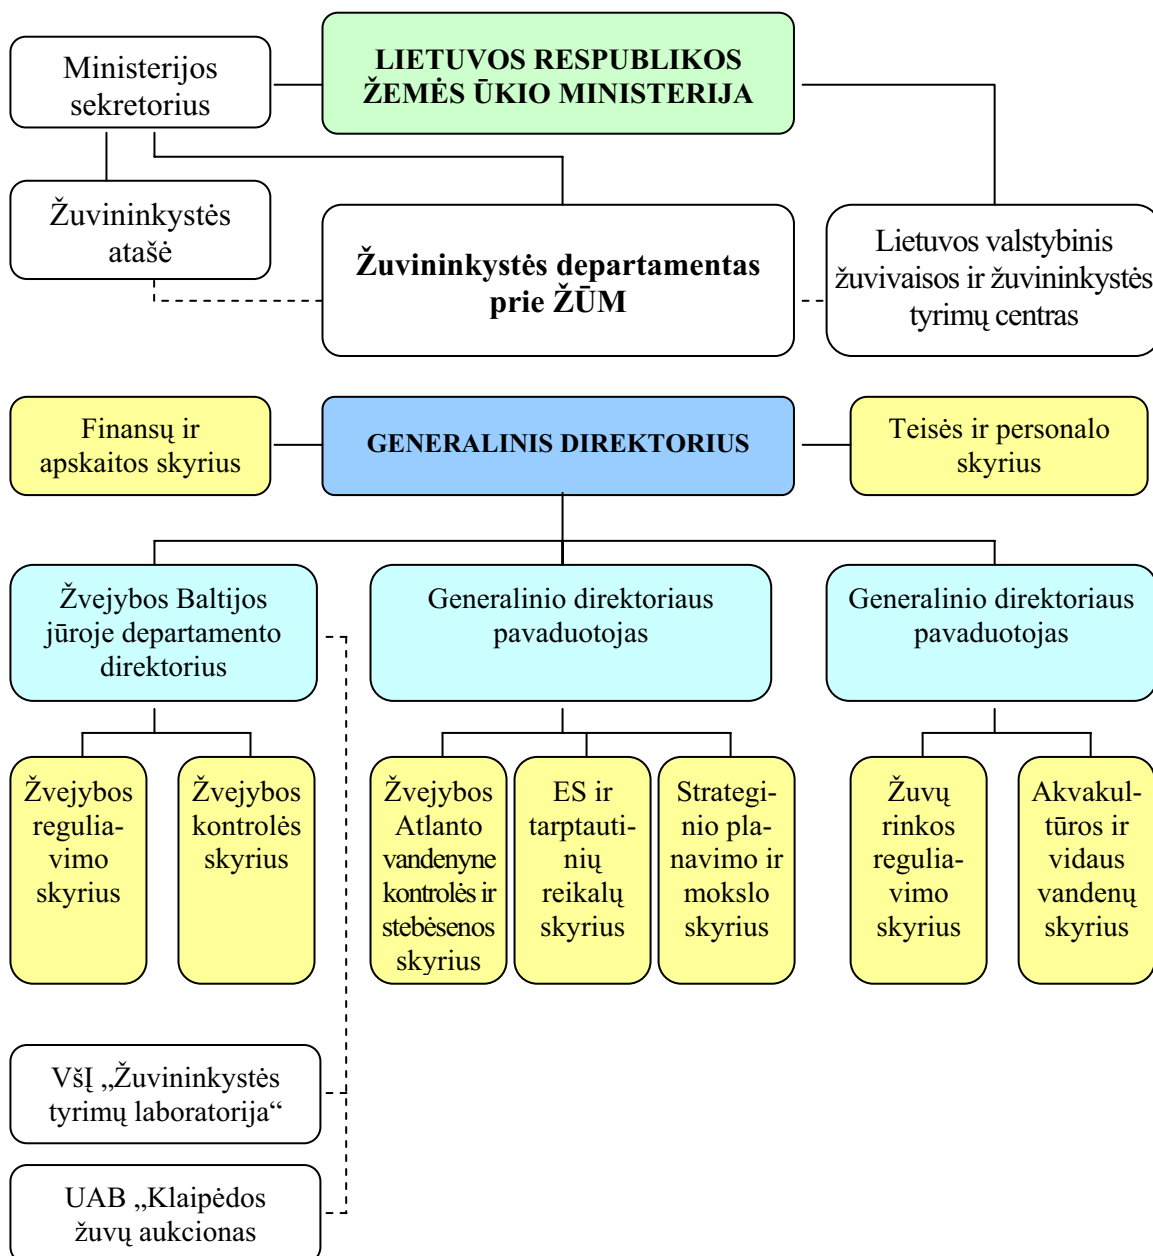 Ministerijos
sekretorius
LIETUVOS RESPUBLIKOS
ŽEMĖS ŪKIO MINISTERIJA
Žuvininkystės
atašė
Žuvininkystės departamentas
prie ŽŪM
Lietuvos valstybinis
žuvivaisos ir žuvininkystės
tyrimų centras
Finansų ir
apskaitos skyrius
GENERALINIS DIREKTORIUS
Teisės ir personalo
skyrius
Žvejybos Baltijos
jūroje departamento
direktorius
Generalinio direktoriaus
pavaduotojas
Generalinio direktoriaus
pavaduotojas
Žvejybos
regulia-
vimo
skyrius
Žvejybos
kontrolės
skyrius
Žvejybos
Atlanto
vandenyne
kontrolės ir
stebėsenos
skyrius
ES ir
tarptauti-
nių
reikalų
skyrius
Strategi-
nio pla-
navimo ir
mokslo
skyrius
Žuvų
rinkos
regulia-
vimo
skyrius
Akvakul-
tūros ir
vidaus
vandenų
skyrius
VšĮ „Žuvininkystės
tyrimų laboratorija“
UAB „Klaipėdos
žuvų aukcionas